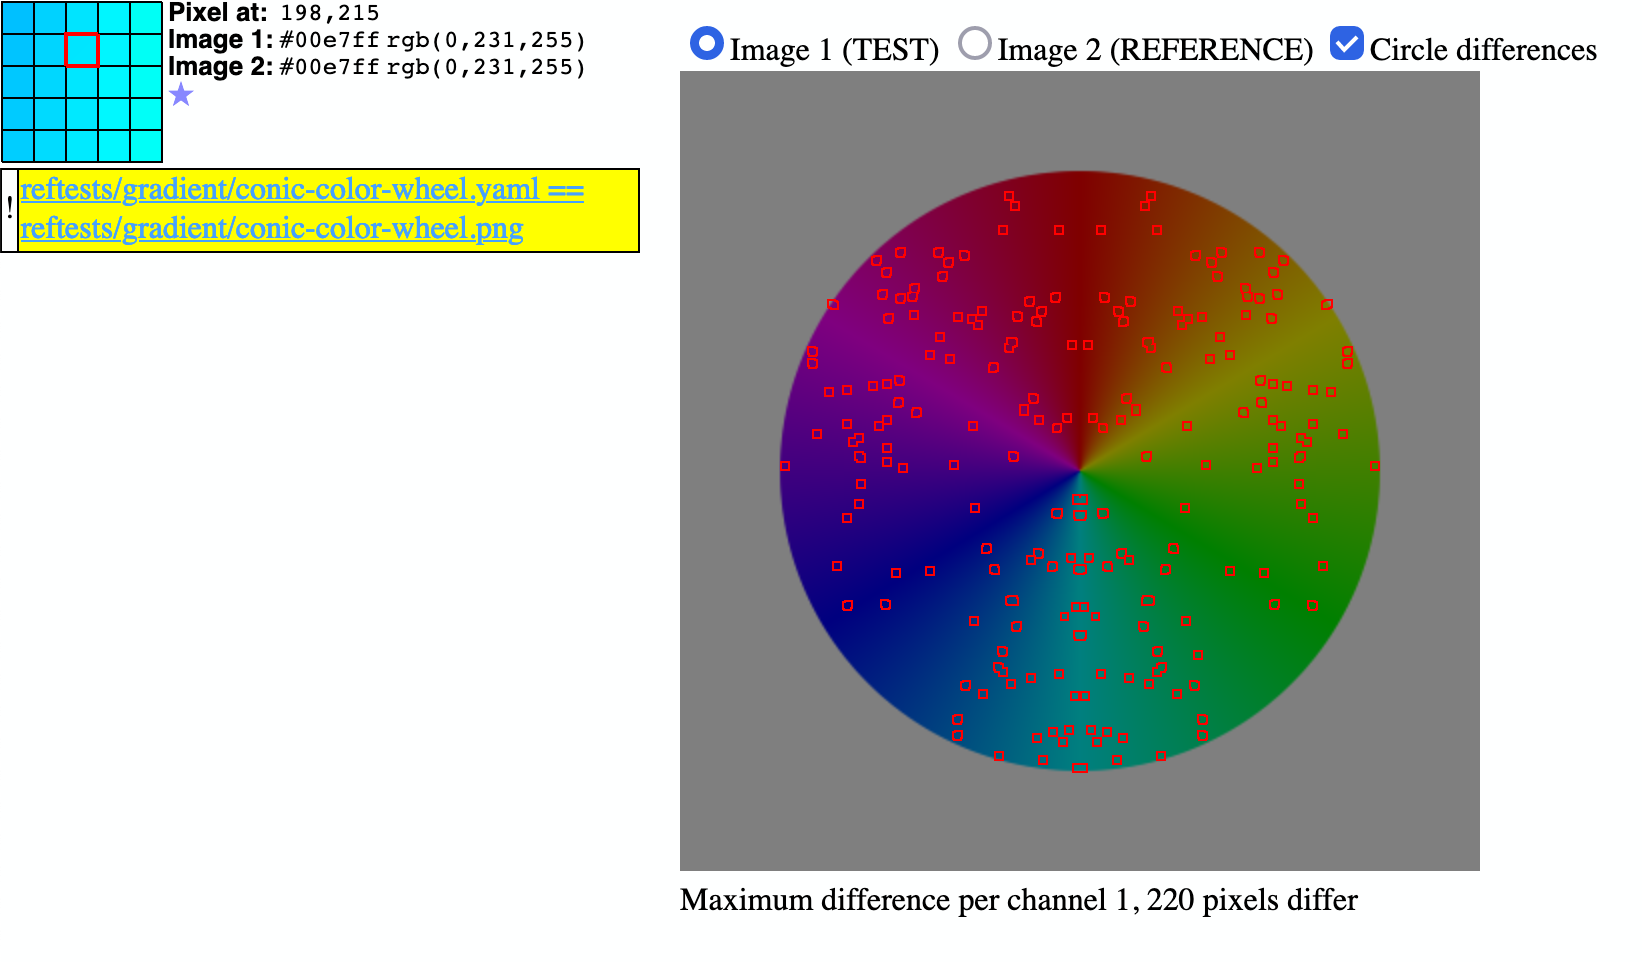 Pixel at: 198,215
Image 1: #00e7ff rgb(0,231,255)
Image 2: #00e7ff rgb(0,231,255)
★
! reftests/gradient/conic-color-wheel.yaml ==
reftests/gradient/conic-color-wheel.png
Image 1 (TEST) Image 2 (REFERENCE) Circle differences
Maximum difference per channel 1, 220 pixels differ